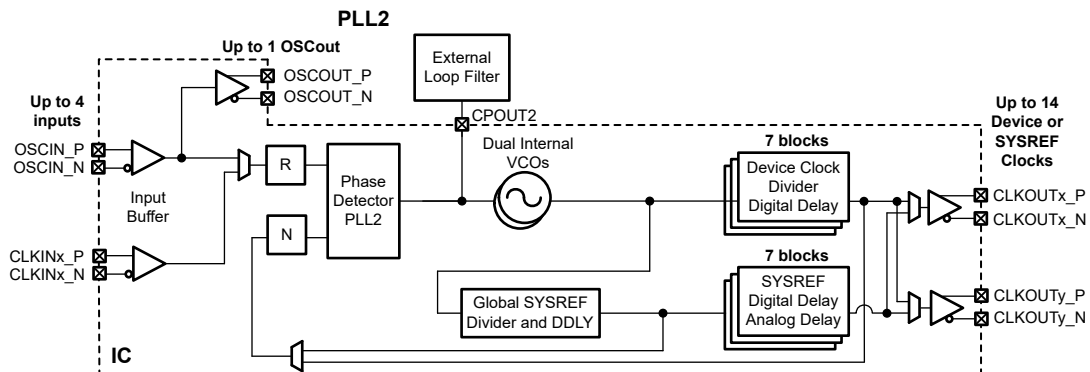 PLL2
Up to 1 OSCout
OSCOUT_P
OSCOUT_N
External
Loop Filter
CPOUT2
Up to 4
inputs
OSCIN_P
OSCIN_N
Input
Buffer
CLKINx_P
CLKINx_N
R
N
Phase
Detector
PLL2
Dual Internal
VCOs
7 blocks
Device Clock
Divider
Digital Delay
7 blocks
SYSREF
Digital Delay
Analog Delay
Global SYSREF
Divider and DDLY
Up to 14
Device or
SYSREF
Clocks
CLKOUTx_P
CLKOUTx_N
CLKOUTy_P
CLKOUTy_N
IC